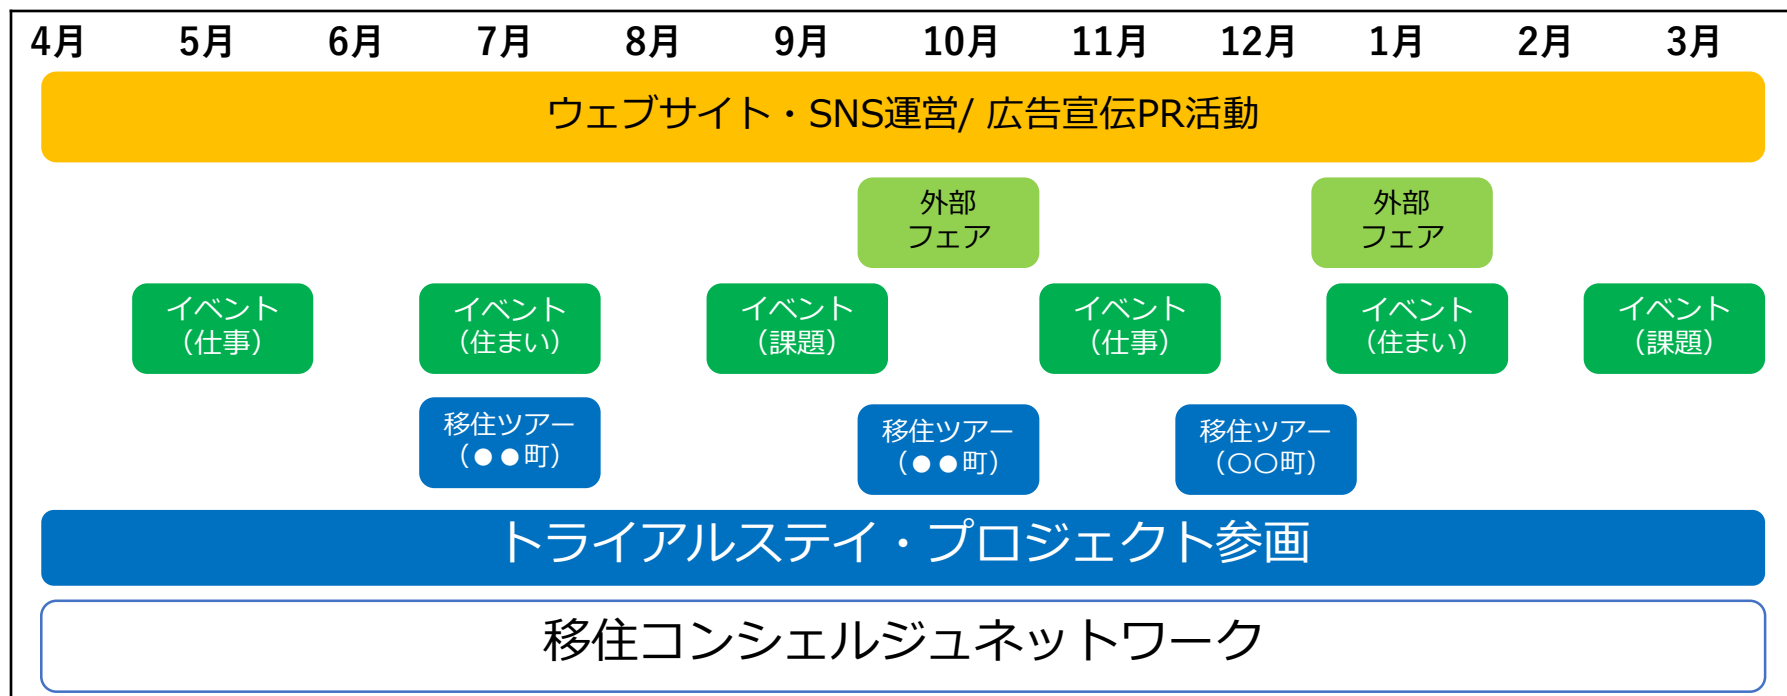 4月 5月 6月 7月 8月 9月 10月 11月 12月 1月 2月 3月
ウェブサイト・SNS運営/ 広告宣伝PR活動
外部
フェア
外部
フェア
イベント
（仕事）
イベント
（住まい）
イベント
（課題）
イベント
（仕事）
イベント
（住まい）
イベント
（課題）
移住ツアー
（●●町）
移住ツアー
（●●町）
移住ツアー
（○○町）
トライアルステイ・プロジェクト参画
移住コンシェルジュネットワーク